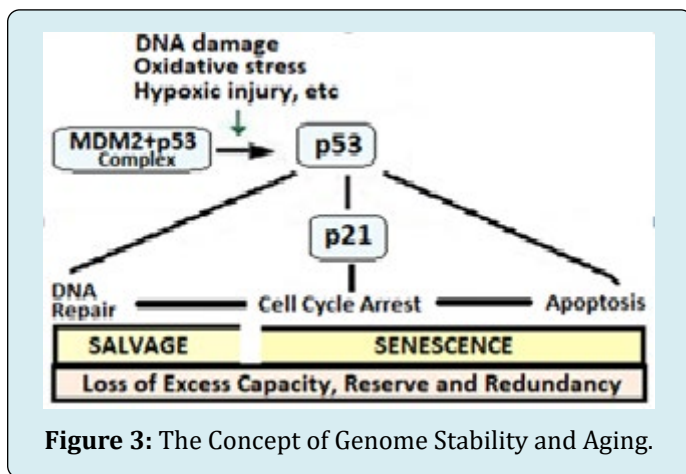 DNA damage
Oxidative stress
Hypoxic injury, etc
MDM2+p53
Complex
p53
p21
DNA
Repair
Cell Cycle Arrest
Apoptosis
SALVAGE
SENESCENCE
Loss of Excess Capacity, Reserve and Redundancy
Figure 3: The Concept of Genome Stability and Aging.